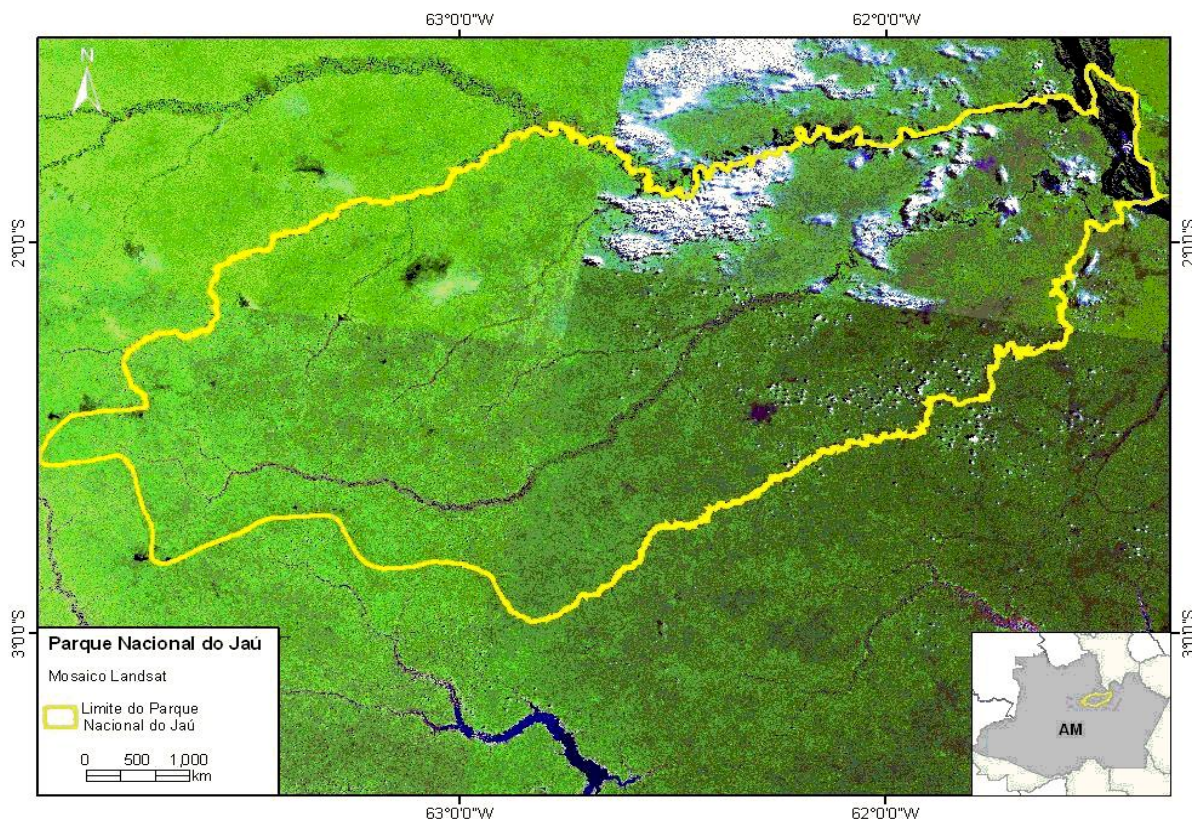 63°0'0"W
62°0'0"W
N
2°0'0"S
2°0'0"S
3°0'0"S
3°0'0"S
Parque Nacional do Jaú
Mosaico Landsat
Limite do Parque
Nacional do Jaú
0 500 1,000
km
AM
63°0'0"W
62°0'0"W